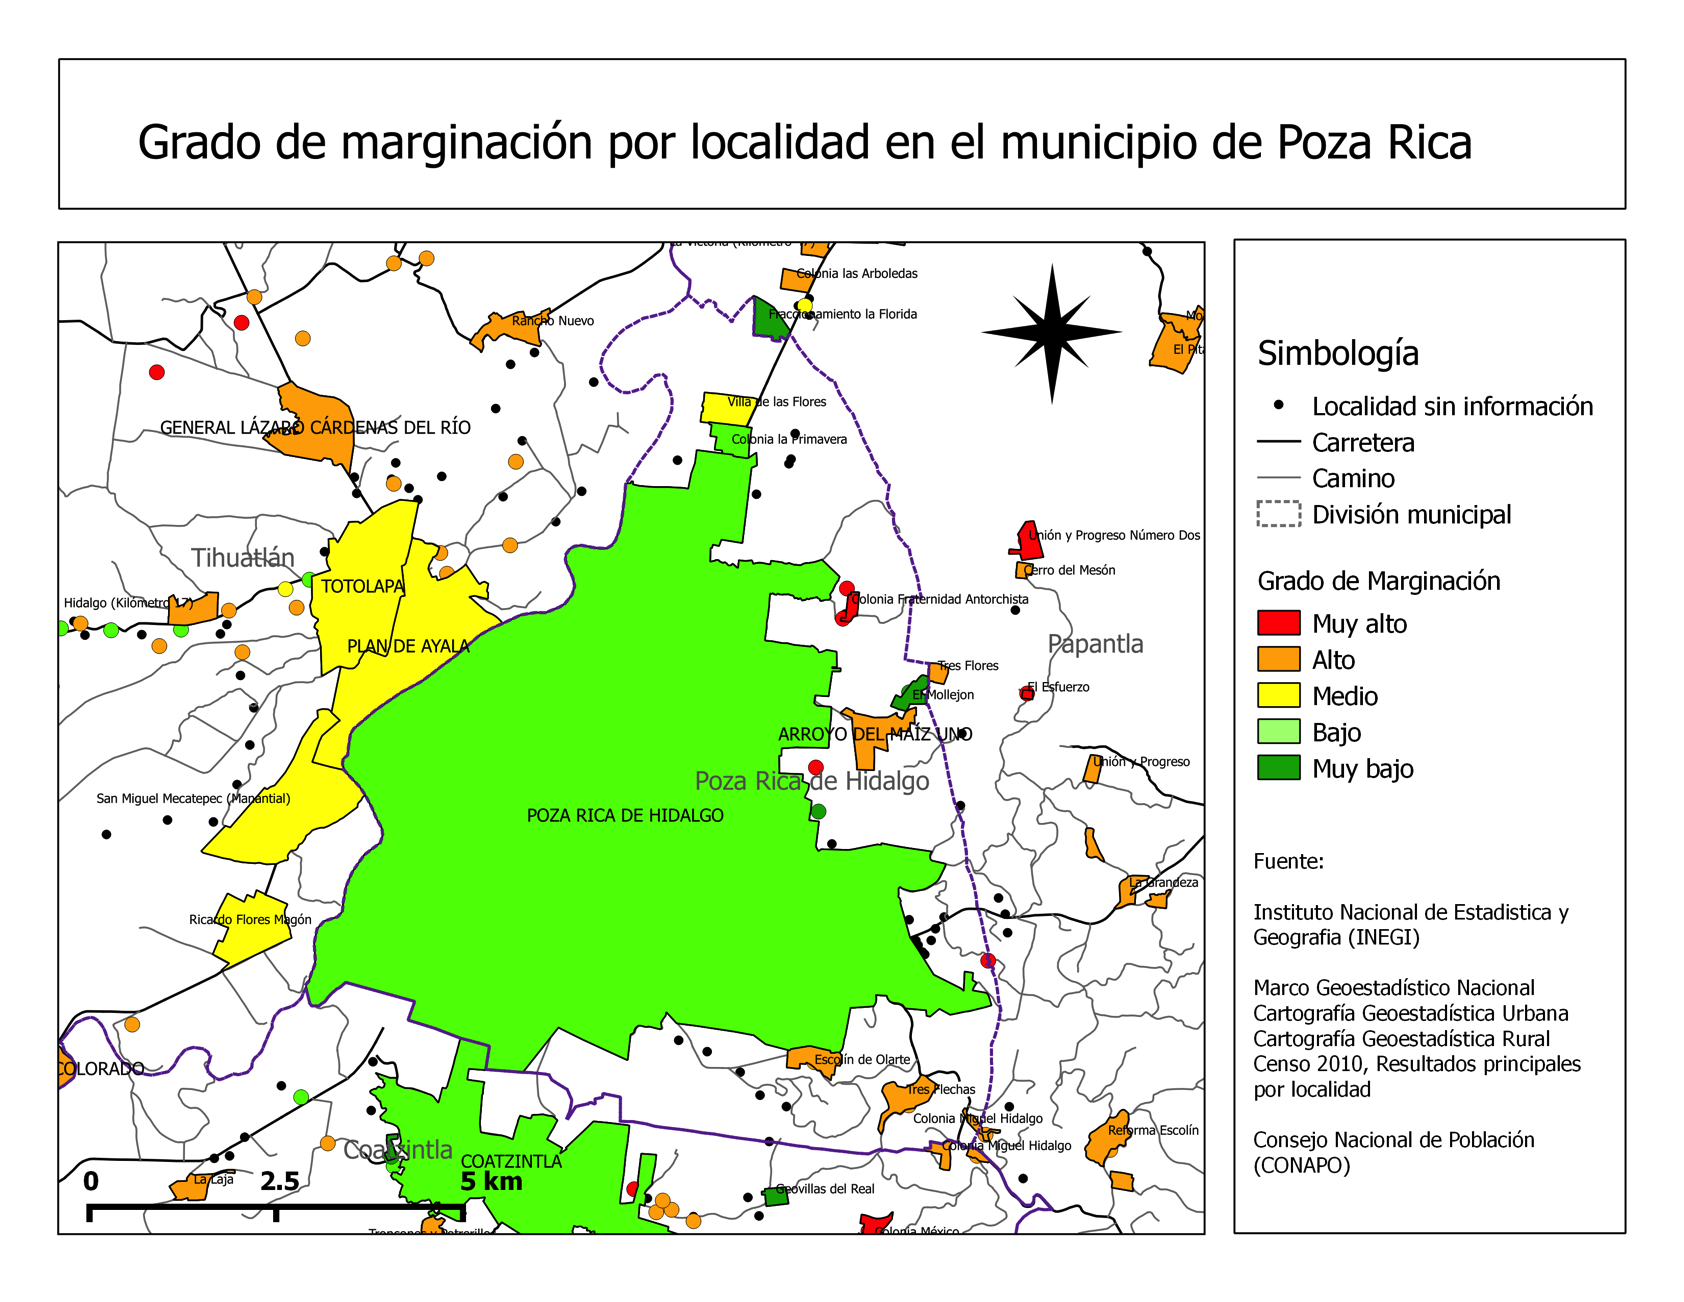 Grado de marginación por localidad en el municipio de Poza Rica
Colonia las Arboledas
Fraccionamiento la Florida
Rancho Nuevo
El Pita
Villa de las Flores
GENERAL LÁZARO CÁRDENAS DEL RÍO
Colonia la Primavera
Unión y Progreso Número Dos
Tihuatlán
Cerro del Mesón
TOTOLAPA
Hidalgo (Kilómetro 17)
Colonia Fraternidad Antorchista
PLAN DE AYALA
Papantla
Tres Flores
El Mollejon
El Esfuerzo
ARROYO DEL MAÍZ UNO
Unión y Progreso
Poza Rica de Hidalgo
San Miguel Mecatepec (Manantial)
POZA RICA DE HIDALGO
La Grandeza
Ricardo Flores Magón
COLORADO
Escolín de Olarte
Tres Flechas
Colonia Miguel Hidalgo
Reforma Escolín
Colonia Miguel Hidalgo
Coatzintla
COATZINTLA
La Laja
Geovillas del Real
0 2.5 5 km
Colonia México
Simbología
Localidad sin información
Carretera
Camino
División municipal
Grado de Marginación
Muy alto
Alto
Medio
Bajo
Muy bajo
Fuente:
Instituto Nacional de Estadistica y
Geografia (INEGI)
Marco Geoestadístico Nacional
Cartografía Geoestadística Urbana
Cartografía Geoestadística Rural
Censo 2010, Resultados principales
por localidad
Consejo Nacional de Población
(CONAPO)